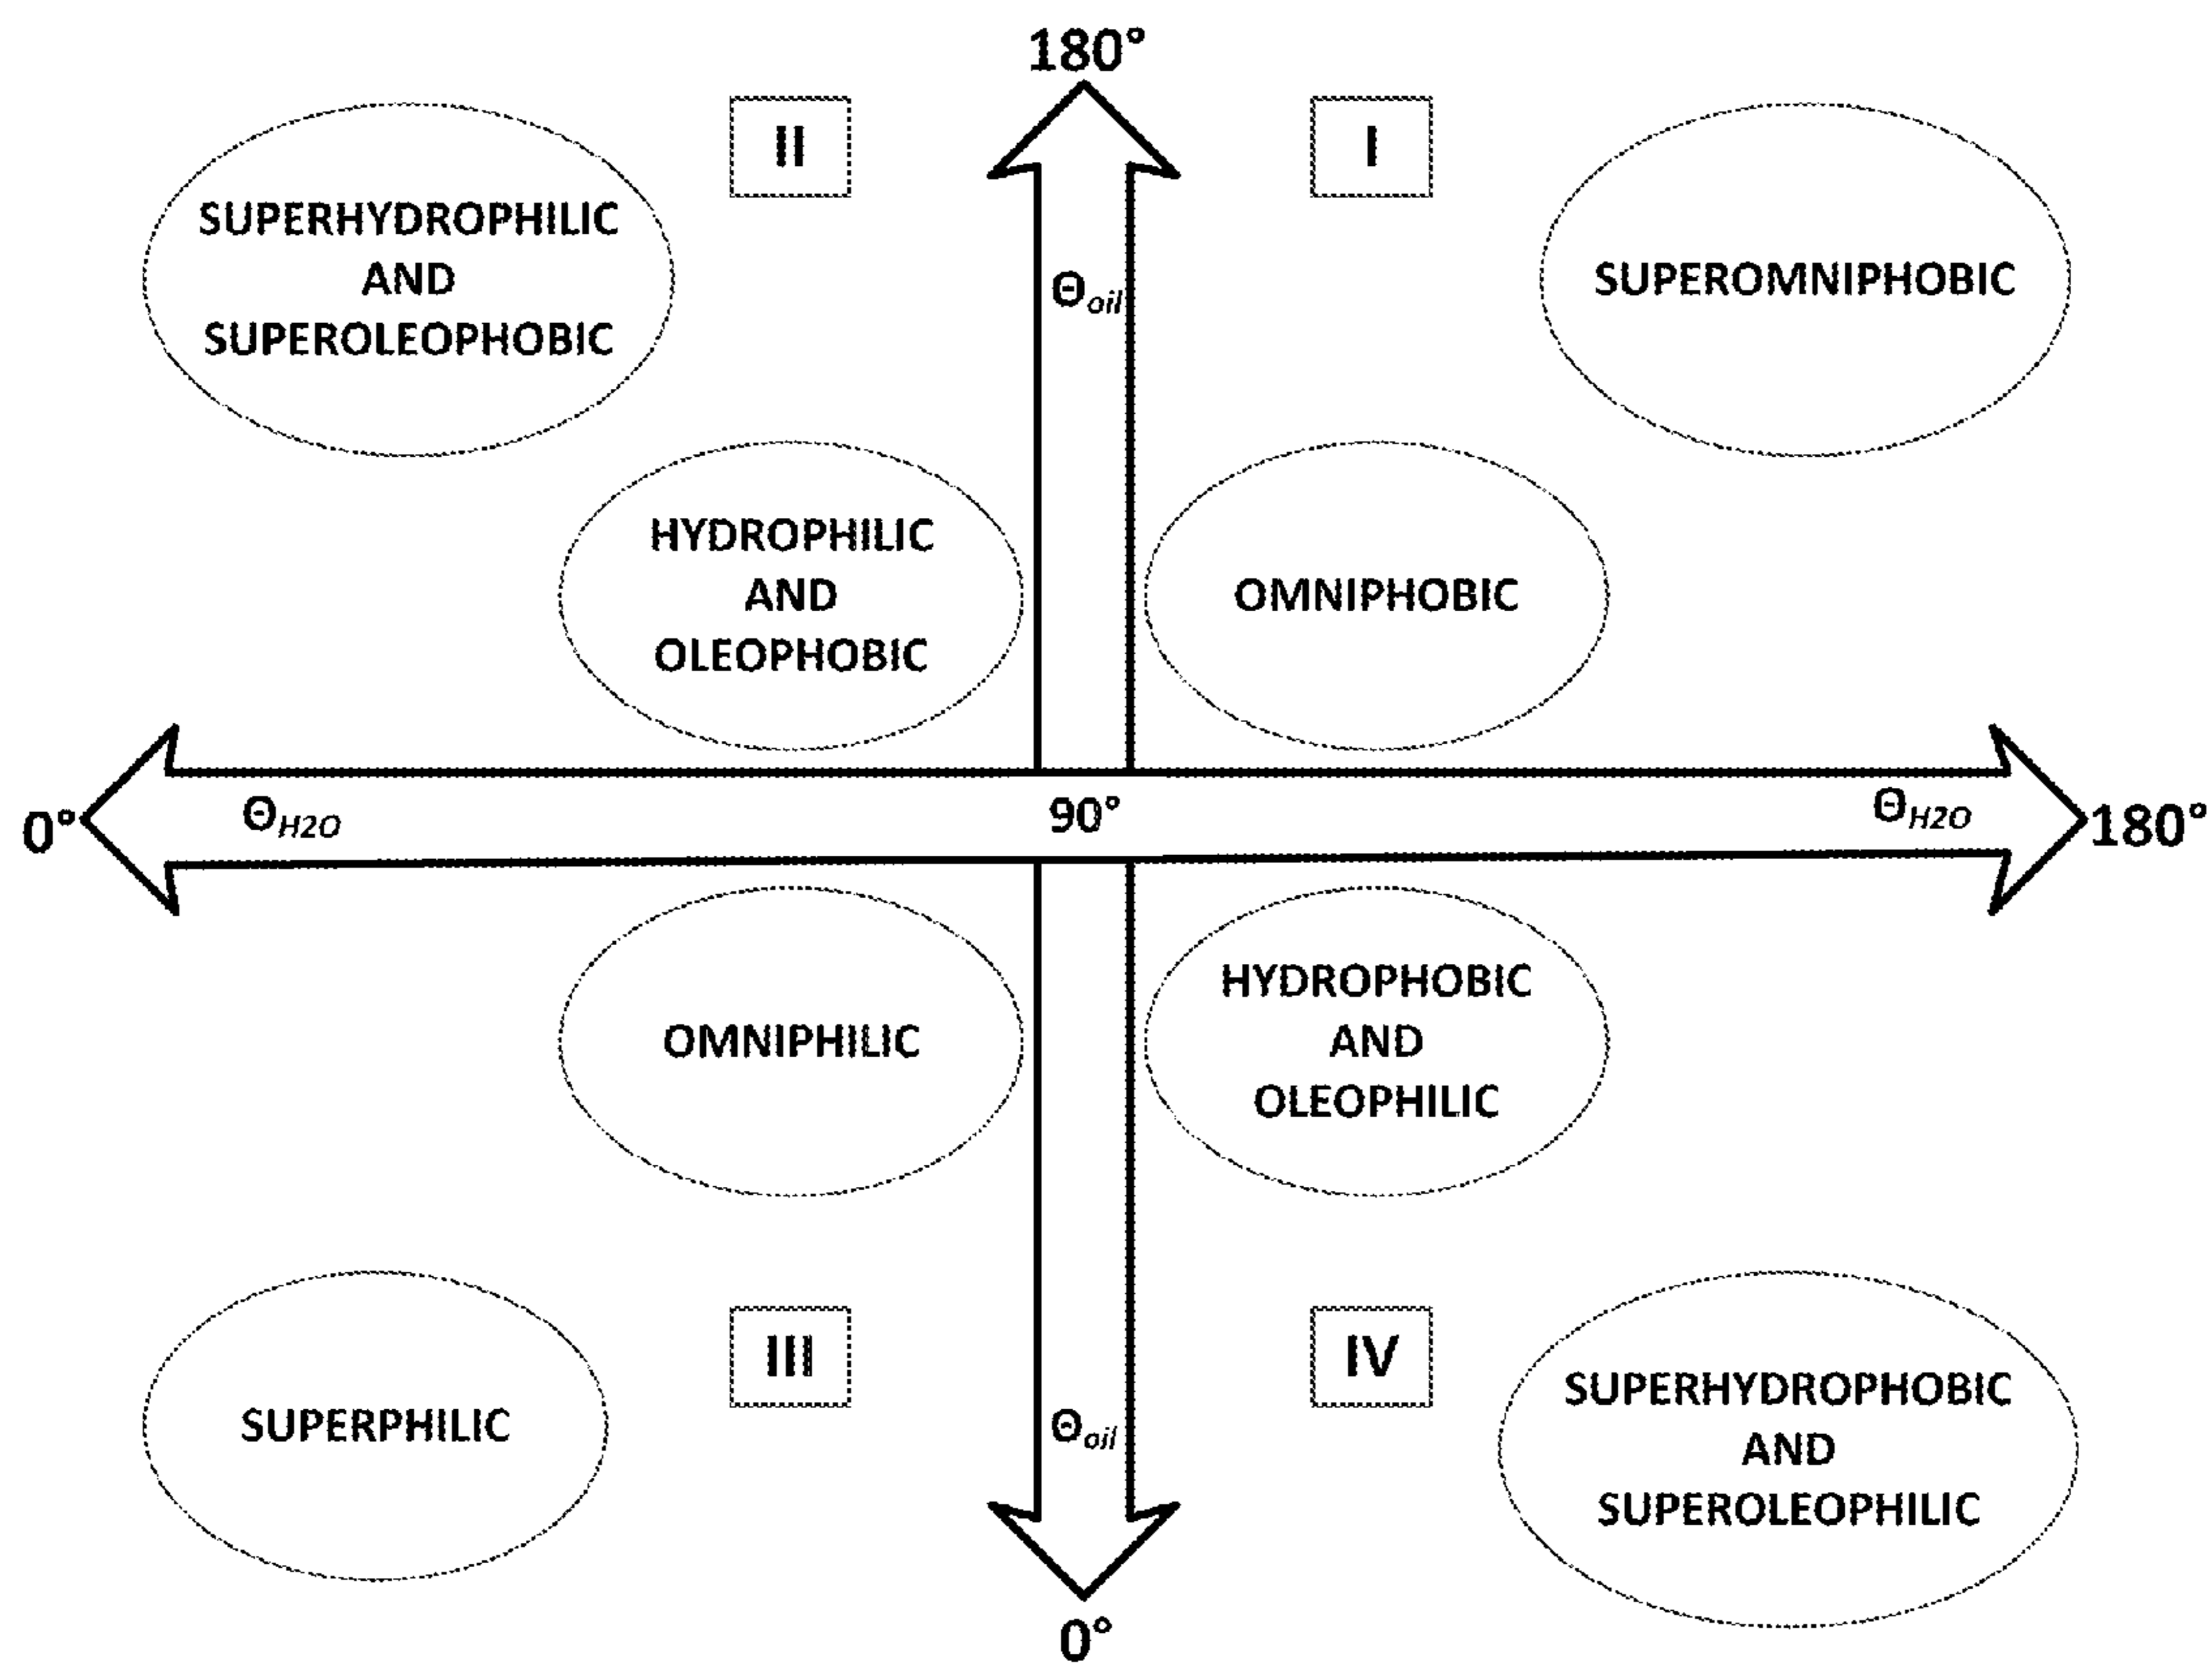 180°
II
I
SUPERHYDROPHILIC
AND
SUPEROLEOPHOBIC
SUPEROMNIPHOBIC
Θoil
HYDROPHILIC
AND
OLEOPHOBIC
OMNIPHOBIC
0°
ΘH2O
90°
ΘH2O
180°
OMNIPHILIC
HYDROPHOBIC
AND
OLEOPHILIC
III
IV
SUPERPHILIC
Θoil
SUPERHYDROPHOBIC
AND
SUPEROLEOPHILIC
0°